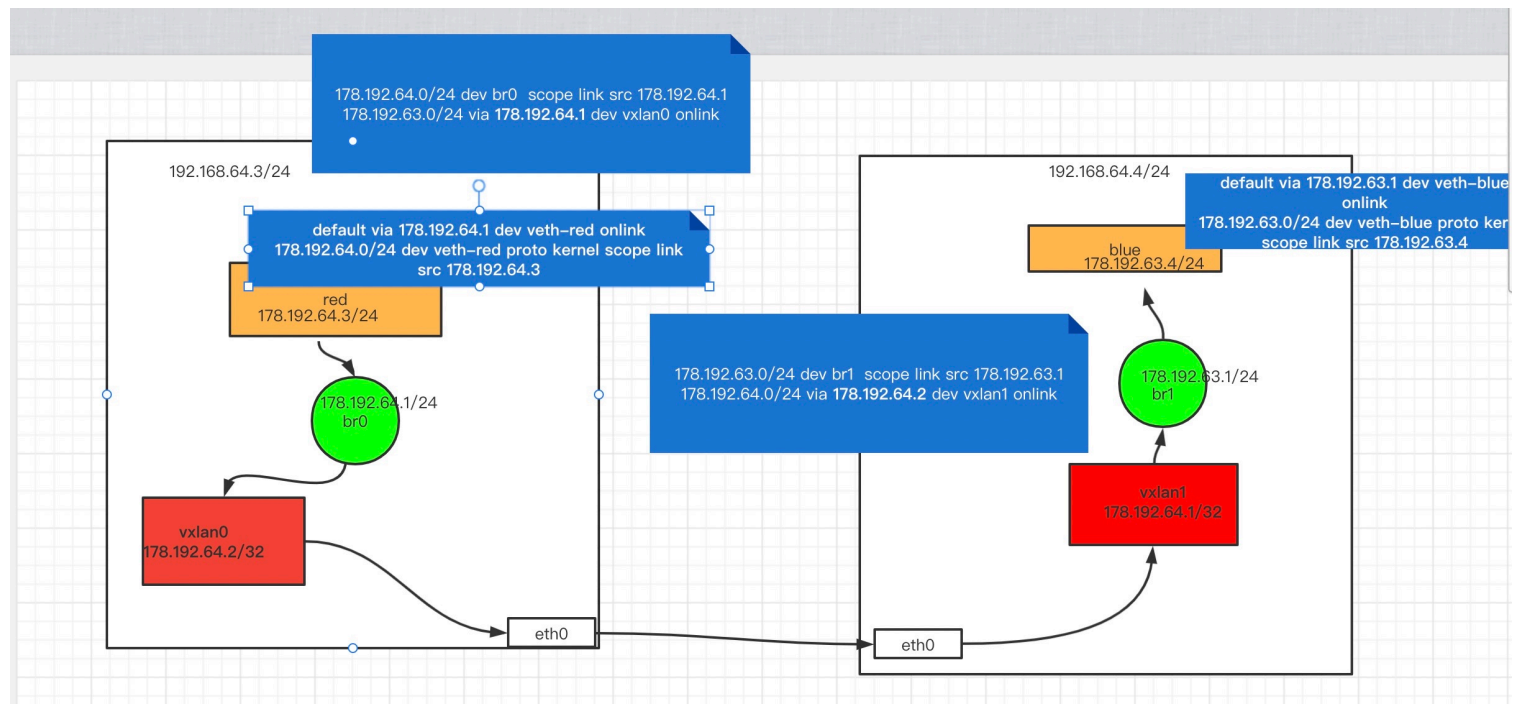 178.192.64.0/24 dev br0  scope link src 178.192.64.1
178.192.63.0/24 via 178.192.64.1 dev vxlan0 onlink
192.168.64.3/24
default via 178.192.64.1 dev veth-red onlink
178.192.64.0/24 dev veth-red proto kernel scope link
src 178.192.64.3
red
178.192.64.3/24
178.192.64.1/24
br0
vxlan0
178.192.64.2/32
eth0
192.168.64.4/24
default via 178.192.63.1 dev veth-blue
onlink
178.192.63.0/24 dev veth-blue proto ker
scope link src 178.192.63.4
blue
178.192.63.4/24
178.192.63.0/24 dev br1  scope link src 178.192.63.1
178.192.64.0/24 via 178.192.64.2 dev vxlan1 onlink
178.192.63.1/24
br1
vxlan1
178.192.64.1/32
eth0